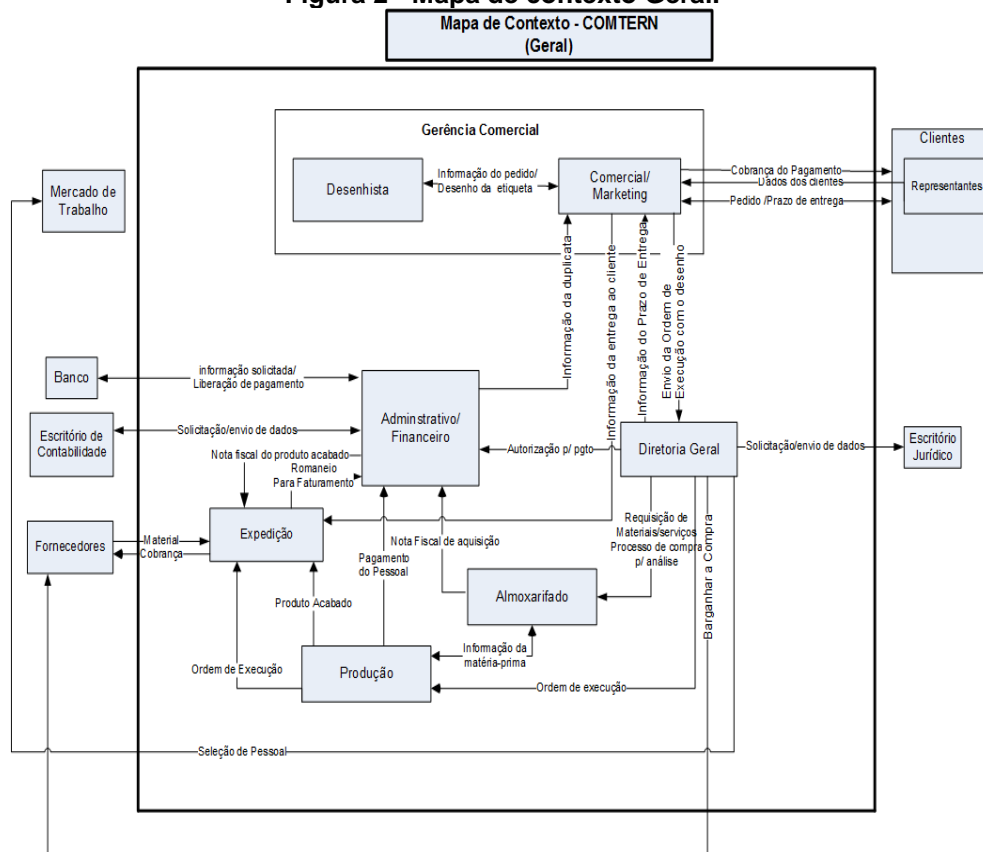 Figura 2 - Mapa de contexto Geral.
Mapa de Contexto - COMTERN
(Geral)
Gerência Comercial
Desenhista
Informação do pedido/
Desenho da etiqueta
Comercial/
Marketing
Cobrança do Pagamento
Dados dos clientes
Pedido /Prazo de entrega
Clientes
Representantes
Mercado de
Trabalho
Informação da duplicata
Informação da entrega ao cliente
Informação do Prazo de Entrega
Envio da Ordem de
Execução com o desenho
Banco
informação solicitada/
Liberação de pagamento
Adminstrativo/
Financeiro
Escritório de
Contabilidade
Solicitação/envio de dados
Autorização p/ pgto
Diretoria Geral
Solicitação/envio de dados
Escritório
Jurídico
Nota fiscal do produto acabado
Romaneio
Para Faturamento
Expedição
Fornecedores
Material
Cobrança
Nota Fiscal de aquisição
Requisição de
Materiais/serviços
Processo de compra
p/ análise
Barganhar a Compra
Pagamento
do Pessoal
Produto Acabado
Almoxarifado
Informação da
matéria-prima
Ordem de Execução
Produção
Ordem de execução
Seleção de Pessoal